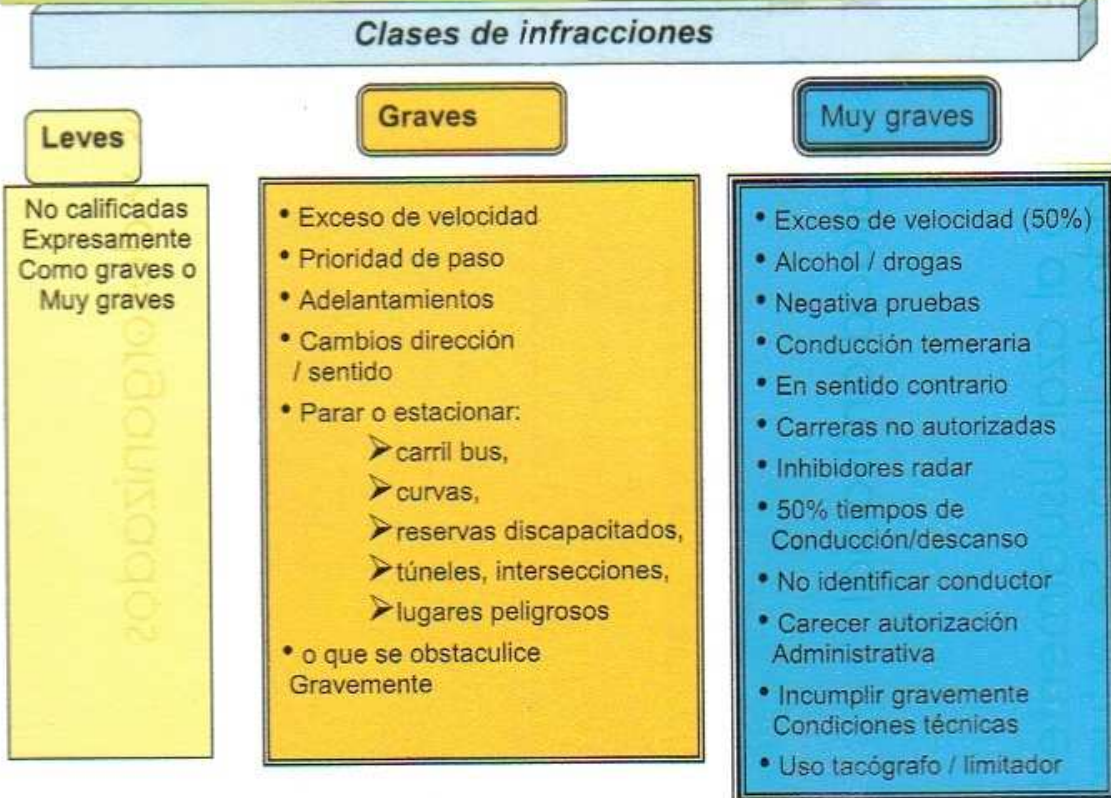 Clases de infracciones
Leves
No calificadas
Expresamente
Como graves o
Muy graves
Graves
• Exceso de velocidad
• Prioridad de paso
• Adelantamientos
• Cambios dirección
/ sentido
• Parar o estacionar:
➢carril bus,
➢curvas,
➢reservas discapacitados,
➢túneles, intersecciones,
➢lugares peligrosos
• o que se obstaculice
Gravemente
Muy graves
• Exceso de velocidad (50%)
• Alcohol / drogas
• Negativa pruebas
• Conducción temeraria
• En sentido contrario
• Carreras no autorizadas
• Inhibidores radar
• 50% tiempos de
Conducción/descanso
• No identificar conductor
• Carecer autorización
Administrativa
• Incumplir gravemente
Condiciones técnicas
• Uso tacógrafo / limitador